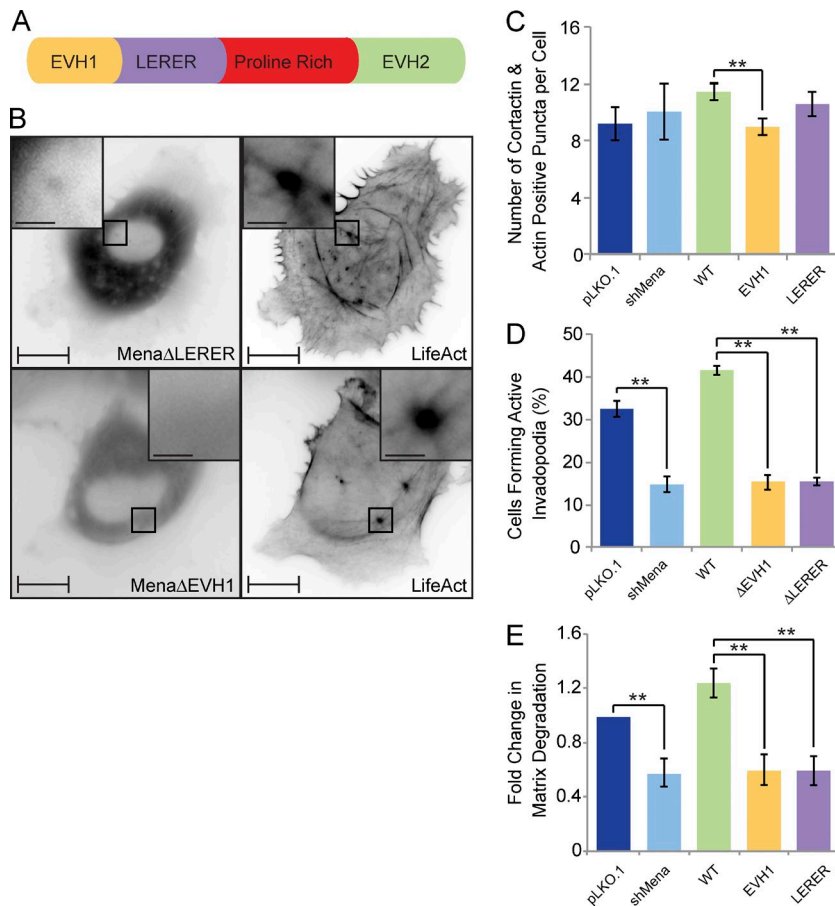 A
EVH1 LERER Proline Rich EVH2
B
MenaΔLERER
LifeAct
MenaΔEVH1
LifeAct
C
Number of Cortactin &
Actin Positive Puncta per Cell
16
12
8
4
0
**
pLKO.1 shMena WT EVH1 LERER
D
Cells Forming Active
Invadopodia (%)
50
40
30
20
10
0
**
**
**
pLKO.1 shMena WT ΔEVH1 ΔLERER
E
Fold Change in
Matrix Degradation
1.6
1.2
0.8
0.4
0
**
**
**
pLKO.1 shMena WT EVH1 LERER